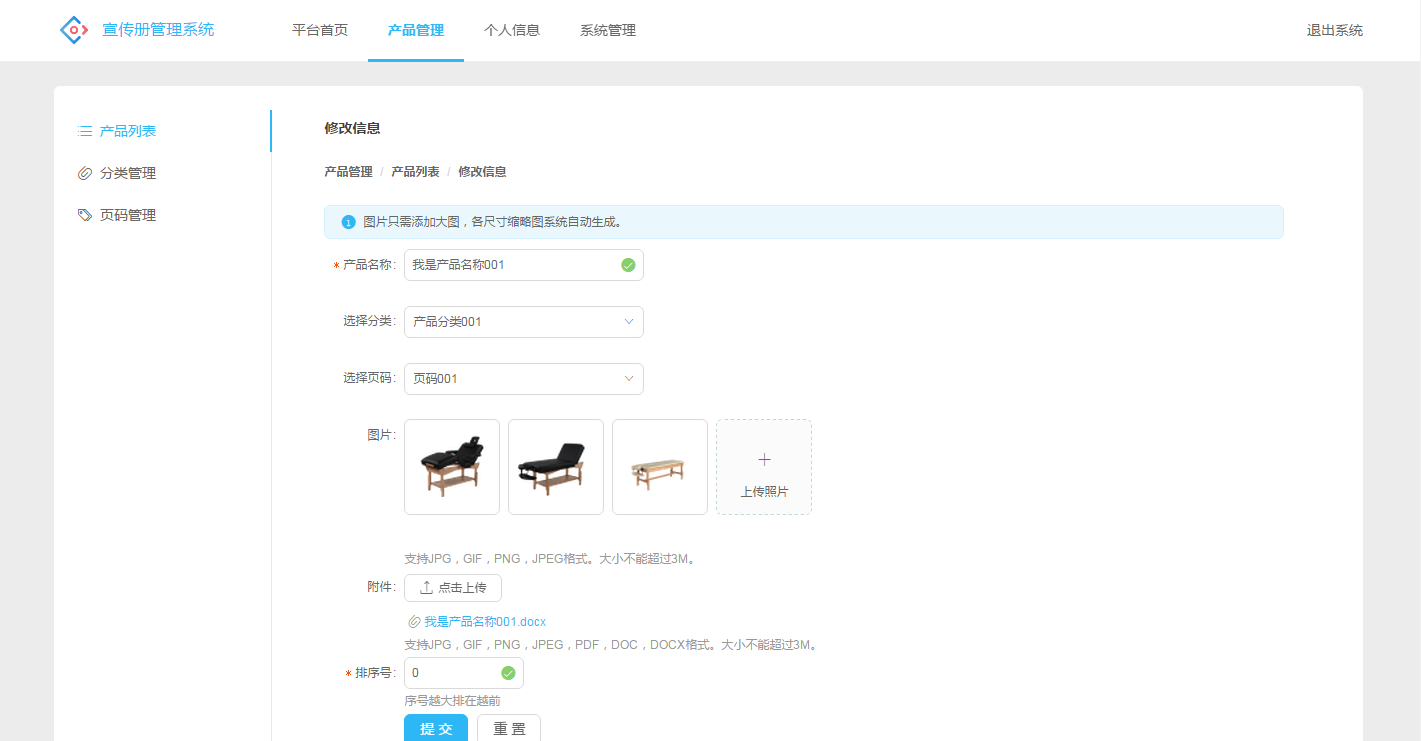 宣传册管理系统 平台首页 产品管理 个人信息 系统管理 退出系统
产品列表
分类管理
页码管理
修改信息
产品管理 / 产品列表 / 修改信息
图片只需添加大图，各尺寸缩略图系统自动生成。
* 产品名称: 我是产品名称001
选择分类: 产品分类001
选择页码: 页码001
图片:
上传照片
支持JPG，GIF，PNG，JPEG格式。大小不能超过3M。
附件: 点击上传
我是产品名称001.docx
支持JPG，GIF，PNG，JPEG，PDF，DOC，DOCX格式。大小不能超过3M。
* 排序号: 0
序号越大排在越前
提 交 重 置